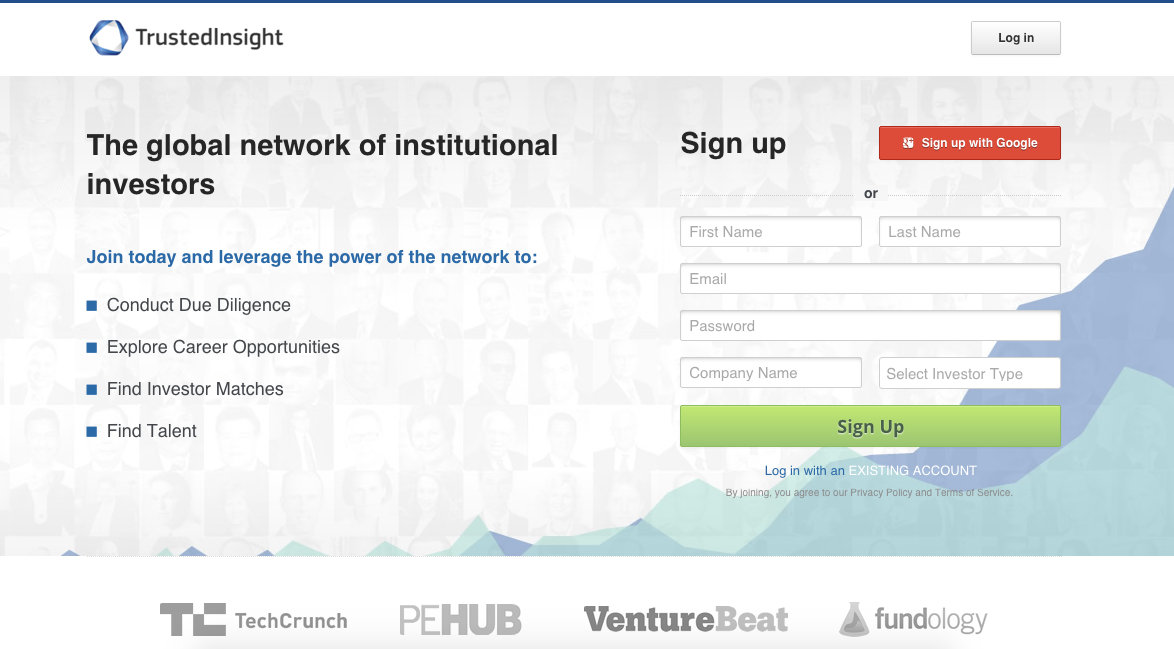 TrustedInsight
Log in
The global network of institutional
investors
Join today and leverage the power of the network to:
Conduct Due Diligence
Explore Career Opportunities
Find Investor Matches
Find Talent
Sign up
Sign up with Google
or
First Name
Last Name
Email
Password
Company Name
Select Investor Type
Sign Up
Log in with an EXISTING ACCOUNT
By joining, you agree to our Privacy Policy and Terms of Service.
TC TechCrunch
PEHUB
VentureBeat
fundology